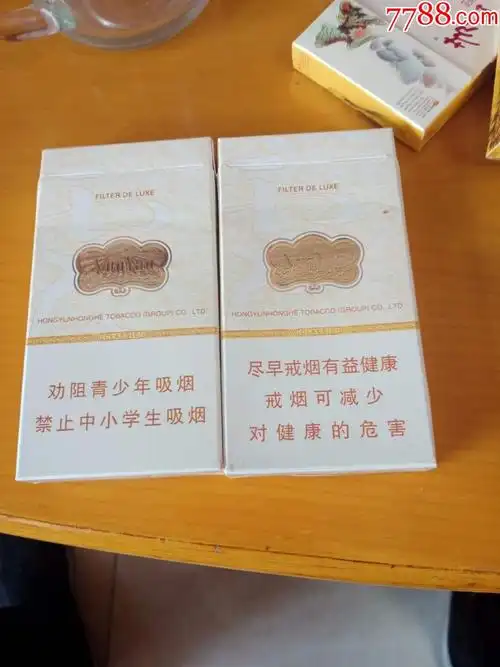 7788.com
FILTER DE LUXE
HONGYUNHONGHE TOBACCO (GROUP) CO., LTD.
劝阻青少年吸烟
禁止中小学生吸烟
FILTER DE LUXE
HONGYUNHONGHE TOBACCO (GROUP) CO., LTD.
尽早戒烟有益健康
戒烟可减少
对健康的危害